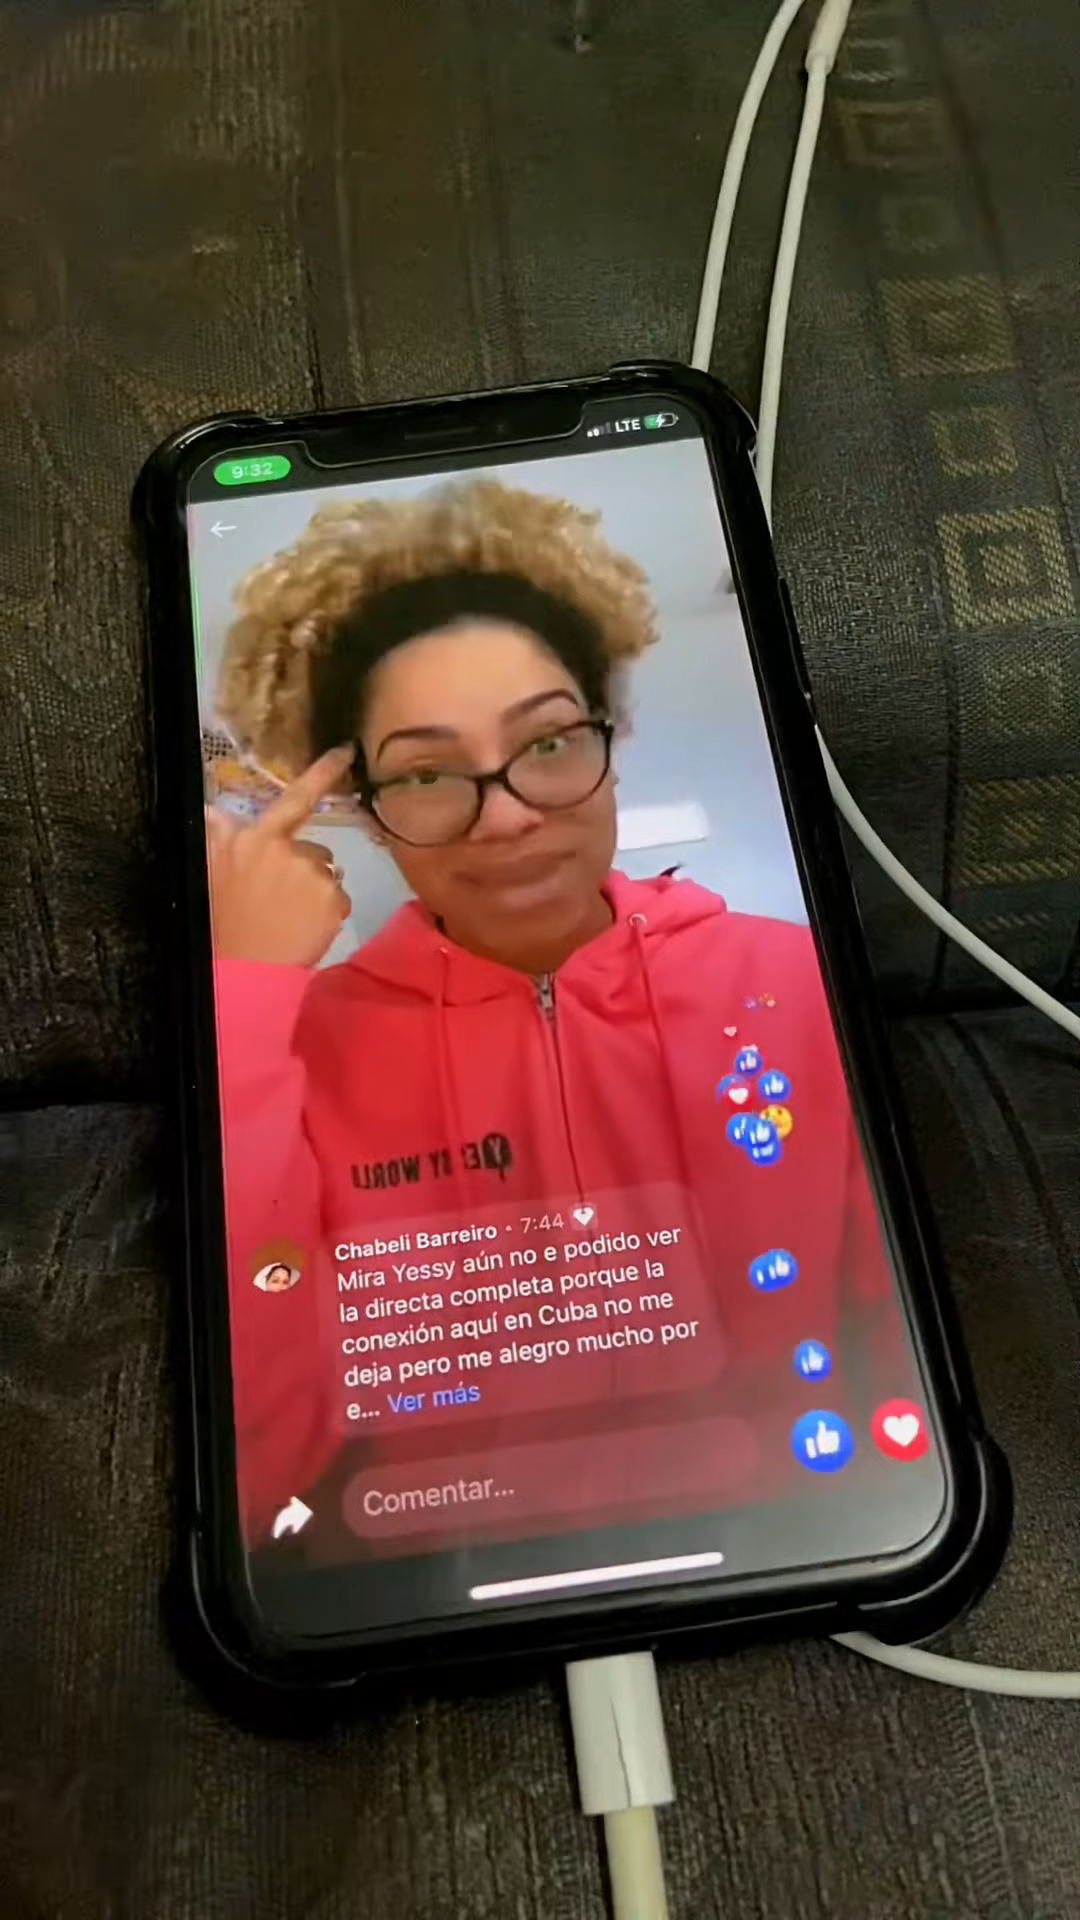 9:32
LTE
Chabeli Barreiro • 7:44
Mira Yessy aún no e podido ver
la directa completa porque la
conexión aquí en Cuba no me
deja pero me alegro mucho por
e... Ver más
Comentar...